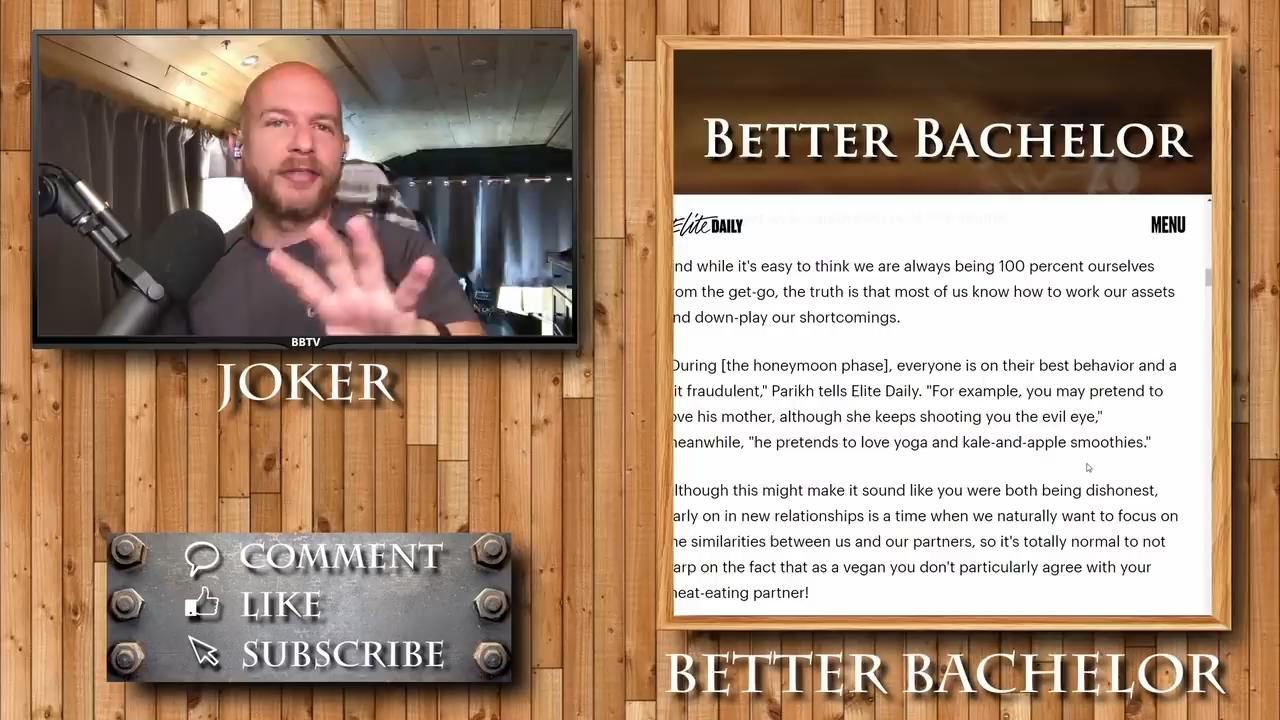 BBTV
JOKER
COMMENT
LIKE
SUBSCRIBE
BETTER BACHELOR
Elite DAILY
MENU
nd while it's easy to think we are always being 100 percent ourselves
om the get-go, the truth is that most of us know how to work our assets
nd down-play our shortcomings.
During [the honeymoon phase], everyone is on their best behavior and a
it fraudulent," Parikh tells Elite Daily. "For example, you may pretend to
ove his mother, although she keeps shooting you the evil eye,"
meanwhile, "he pretends to love yoga and kale-and-apple smoothies."
lthough this might make it sound like you were both being dishonest,
arly on in new relationships is a time when we naturally want to focus on
he similarities between us and our partners, so it's totally normal to not
arp on the fact that as a vegan you don't particularly agree with your
meat-eating partner!
BETTER BACHELOR